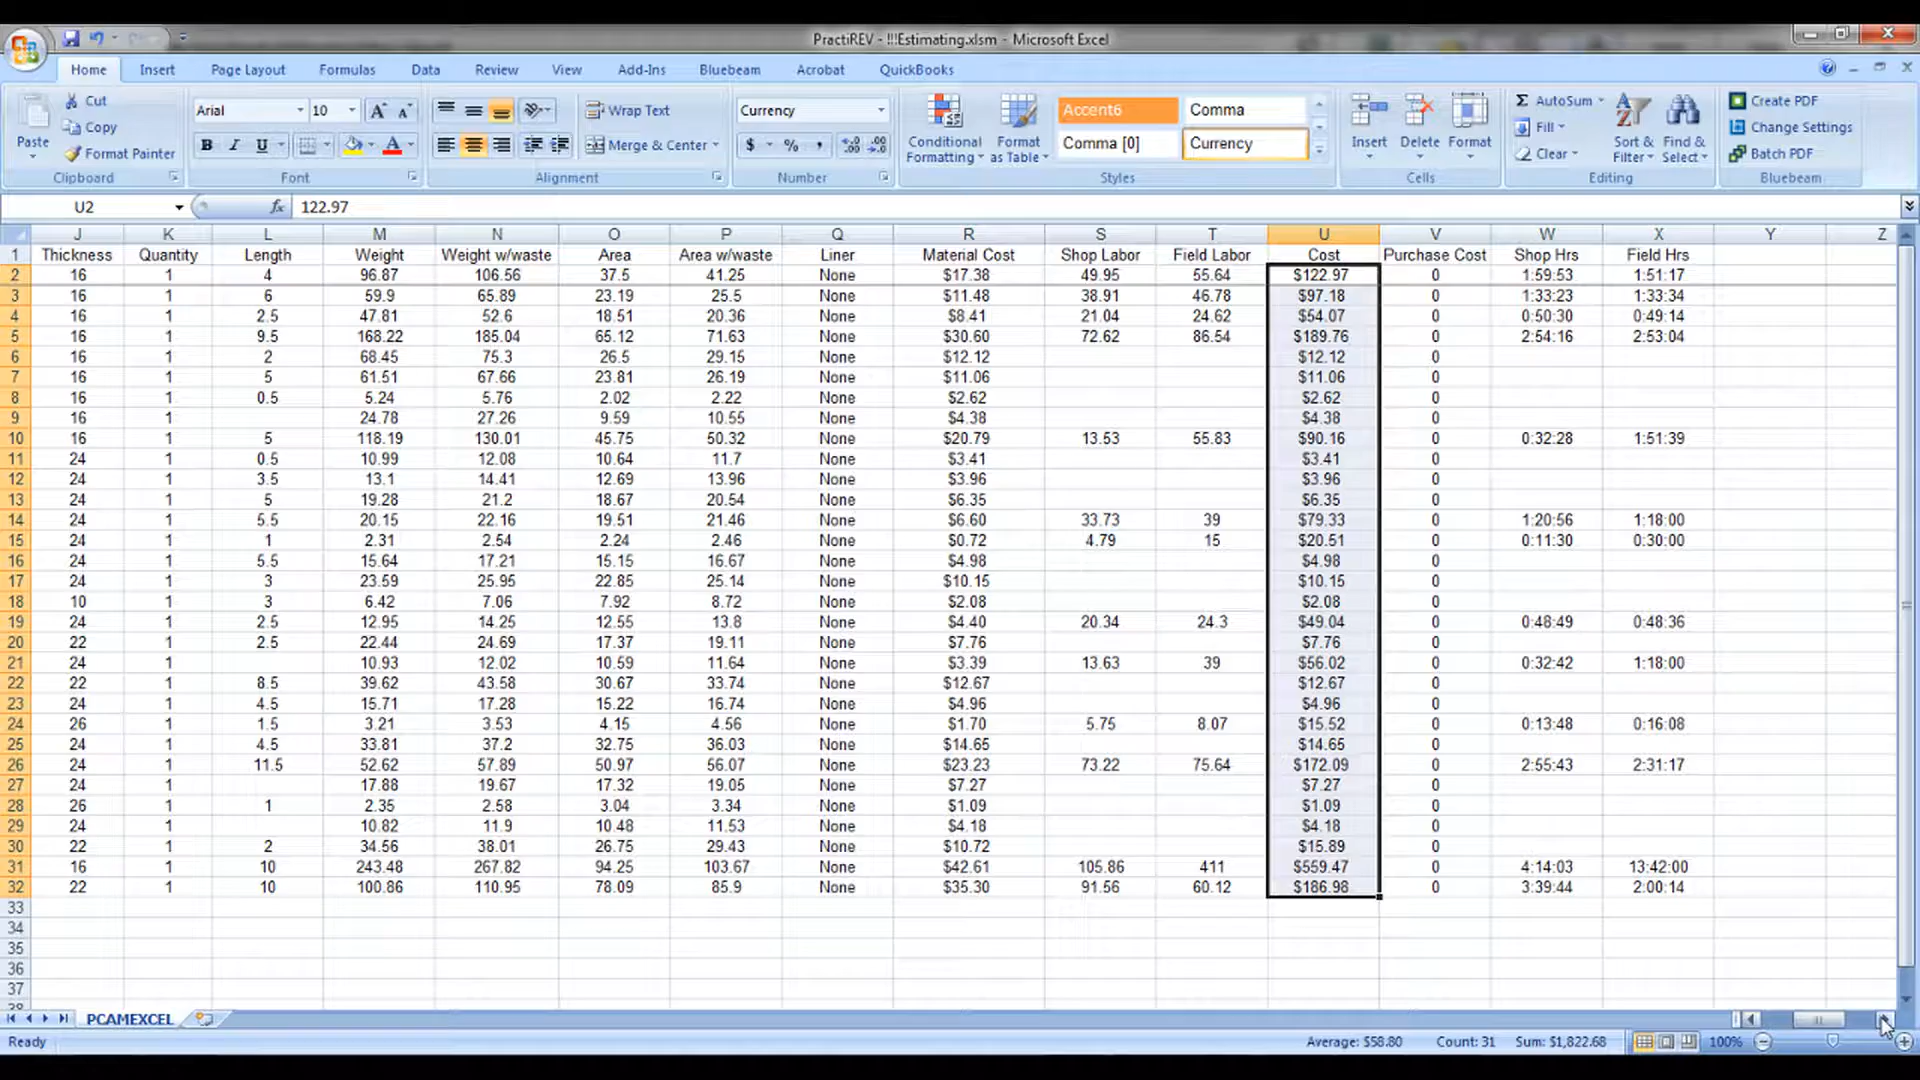 PractiREV - !!!Estimating.xlsm - Microsoft Excel
Home Insert Page Layout Formulas Data Review View Add-Ins Bluebeam Acrobat QuickBooks
Paste Cut Copy Format Painter Clipboard
Arial 10 Font
Wrap Text Merge & Center Alignment
Currency $ % , Number
Conditional Formatting Format as Table Accent6 Comma Comma [0] Currency Styles
Insert Delete Format Cells
AutoSum Fill Clear Sort & Filter Find & Select Editing
Create PDF Change Settings Batch PDF Bluebeam
U2 fx 122.97
J K L M N O P Q R S T U V W X Y Z
1 Thickness Quantity Length Weight Weight w/waste Area Area w/waste Liner Material Cost Shop Labor Field Labor Cost Purchase Cost Shop Hrs Field Hrs
2 16 1 4 96.87 106.56 37.5 41.25 None $17.38 49.95 55.64 $122.97 0 1:59:53 1:51:17
3 16 1 6 59.9 65.89 23.19 25.5 None $11.48 38.91 46.78 $97.18 0 1:33:23 1:33:34
4 16 1 2.5 47.81 52.6 18.51 20.36 None $8.41 21.04 24.62 $54.07 0 0:50:30 0:49:14
5 16 1 9.5 168.22 185.04 65.12 71.63 None $30.60 72.62 86.54 $189.76 0 2:54:16 2:53:04
6 16 1 2 68.45 75.3 26.5 29.15 None $12.12 $12.12 0
7 16 1 5 61.51 67.66 23.81 26.19 None $11.06 $11.06 0
8 16 1 0.5 5.24 5.76 2.02 2.22 None $2.62 $2.62 0
9 16 1 24.78 27.26 9.59 10.55 None $4.38 $4.38 0
10 16 1 5 118.19 130.01 45.75 50.32 None $20.79 13.53 55.83 $90.16 0 0:32:28 1:51:39
11 24 1 0.5 10.99 12.08 10.64 11.7 None $3.41 $3.41 0
12 24 1 3.5 13.1 14.41 12.69 13.96 None $3.96 $3.96 0
13 24 1 5 19.28 21.2 18.67 20.54 None $6.35 $6.35 0
14 24 1 5.5 20.15 22.16 19.51 21.46 None $6.60 33.73 39 $79.33 0 1:20:56 1:18:00
15 24 1 1 2.31 2.54 2.24 2.46 None $0.72 4.79 15 $20.51 0 0:11:30 0:30:00
16 24 1 5.5 15.64 17.21 15.15 16.67 None $4.98 $4.98 0
17 24 1 3 23.59 25.95 22.85 25.14 None $10.15 $10.15 0
18 10 1 3 6.42 7.06 7.92 8.72 None $2.08 $2.08 0
19 24 1 2.5 12.95 14.25 12.55 13.8 None $4.40 20.34 24.3 $49.04 0 0:48:49 0:48:36
20 22 1 2.5 22.44 24.69 17.37 19.11 None $7.76 $7.76 0
21 24 1 10.93 12.02 10.59 11.64 None $3.39 13.63 39 $56.02 0 0:32:42 1:18:00
22 22 1 8.5 39.62 43.58 30.67 33.74 None $12.67 $12.67 0
23 24 1 4.5 15.71 17.28 15.22 16.74 None $4.96 $4.96 0
24 26 1 1.5 3.21 3.53 4.15 4.56 None $1.70 5.75 8.07 $15.52 0 0:13:48 0:16:08
25 24 1 4.5 33.81 37.2 32.75 36.03 None $14.65 $14.65 0
26 24 1 11.5 52.62 57.89 50.97 56.07 None $23.23 73.22 75.64 $172.09 0 2:55:43 2:31:17
27 24 1 17.88 19.67 17.32 19.05 None $7.27 $7.27 0
28 26 1 1 2.35 2.58 3.04 3.34 None $1.09 $1.09 0
29 24 1 10.82 11.9 10.48 11.53 None $4.18 $4.18 0
30 22 1 2 34.56 38.01 26.75 29.43 None $10.72 $15.89 0
31 16 1 10 243.48 267.82 94.25 103.67 None $42.61 105.86 411 $559.47 0 4:14:03 13:42:00
32 22 1 10 100.86 110.95 78.09 85.9 None $35.30 91.56 60.12 $186.98 0 3:39:44 2:00:14
33
34
35
36
37
38
PCAMEXCEL
Ready Average: $58.80 Count: 31 Sum: $1,822.68 100%